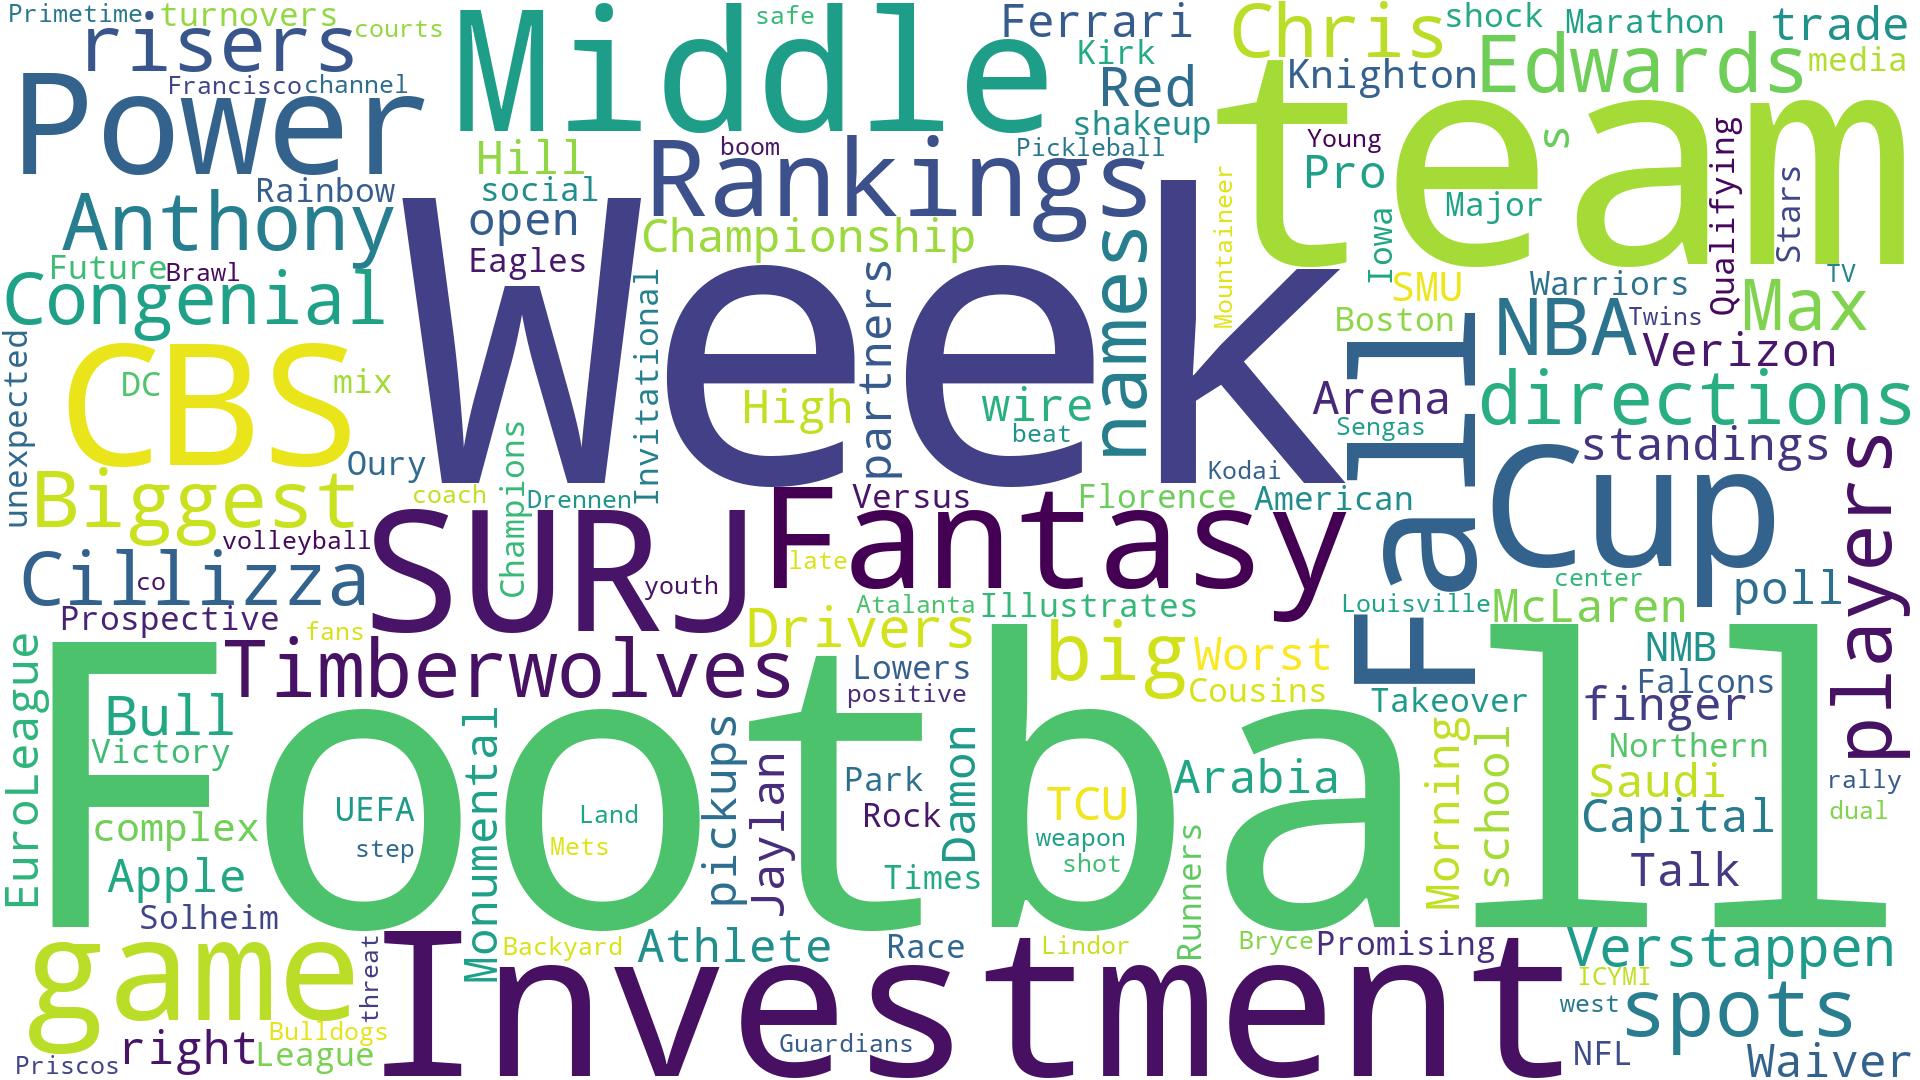 Primetime
turnovers
safe
Ferrari
Chris
shock
Marathon
trade
risers
courts
Middle
Kirk
Edwards
media
Francisco
channel
Red
Knighton
team
Power
shakeup
Hill
boom
Rankings
Pickleball
Young
s
Pro
Qualifying
Rainbow
social
Mountaineer
Major
Stars
Anthony
open
Championship
names
Iowa
Eagles
Future
Brawl
Week
Invitational
partners
SMU
Warriors
TV
Congenial
Boston
NBA
Twins
Max
Verizon
unexpected
CBS
DC
mix
High
wire
beat
Arena
Sengas
directions
Fall
Oury
Champions
Kodai
Cup
standings
players
Biggest
coach
Drennen
Versus
Florence
American
volleyball
SURJ
Fantasy
Cillizza
co
youth
late
center
poll
Prospective
fans
Drivers
Atalanta
Illustrates
Louisville
McLaren
EuroLeague
Timberwolves
Lowers
big
Worst
NMB
Football
positive
Cousins
Takeover
Falcons
finger
Bull
Victory
Monumental
pickups
Jaylan
Park
Damon
TCU
Arabia
Morning
school
Northern
Saudi
rally
UEFA
Land
Rock
Capital
dual
complex
step
Mets
weapon
shot
Runners
Apple
Times
Talk
Solheim
game
threat
Backyard
Athlete
Race
Lindor
Bryce
Promising
Verstappen
Investment
ICYMI
west
spots
right
Bulldogs
League
Guardians
NFL
Waiver
Priscos